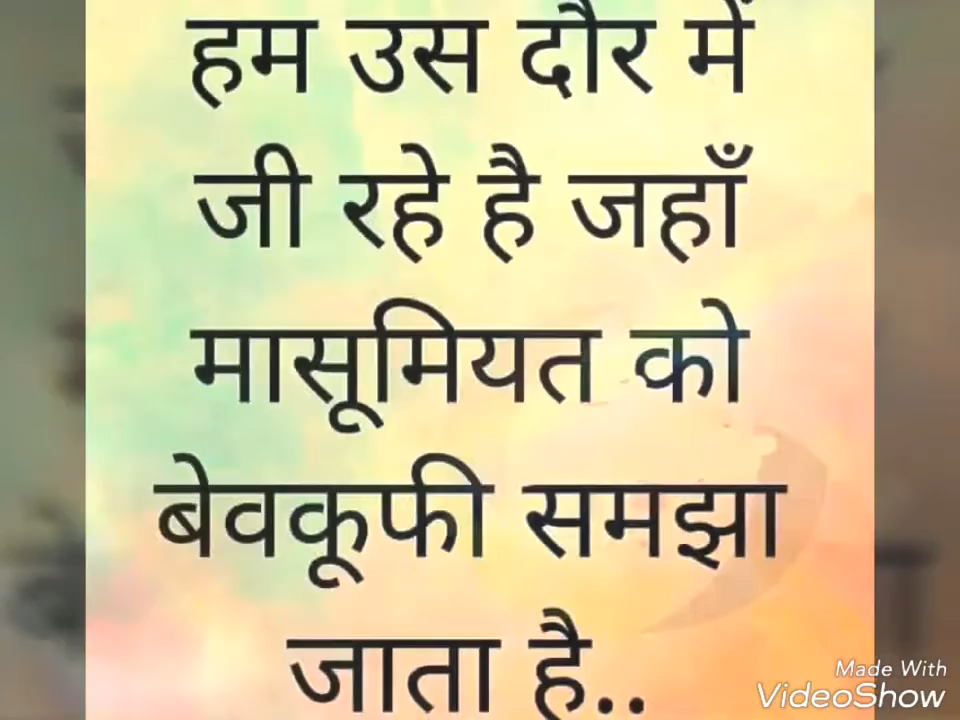 हम उस दौर में
जी रहे है जहाँ
मासूमियत को
बेवकूफी समझा
जाता है..
Made With
VideoShow